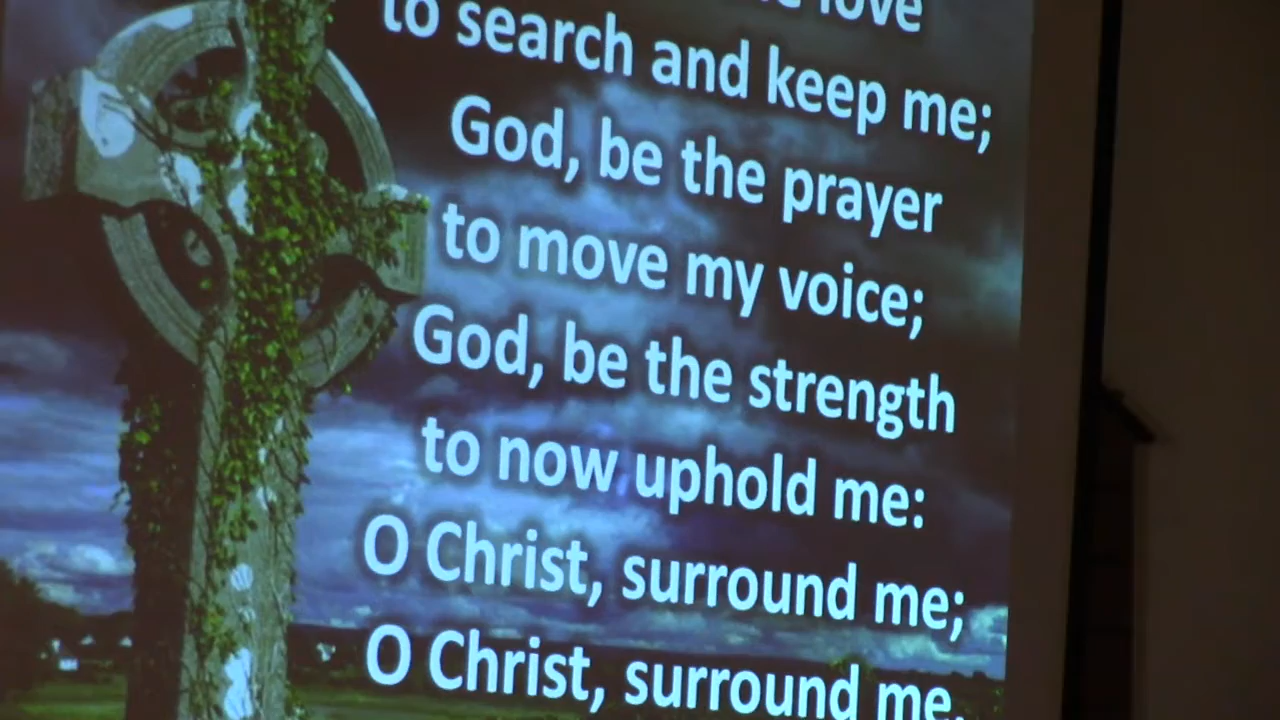 love
to search and keep me;
God, be the prayer
to move my voice;
God, be the strength
to now uphold me:
O Christ, surround me;
O Christ, surround me.